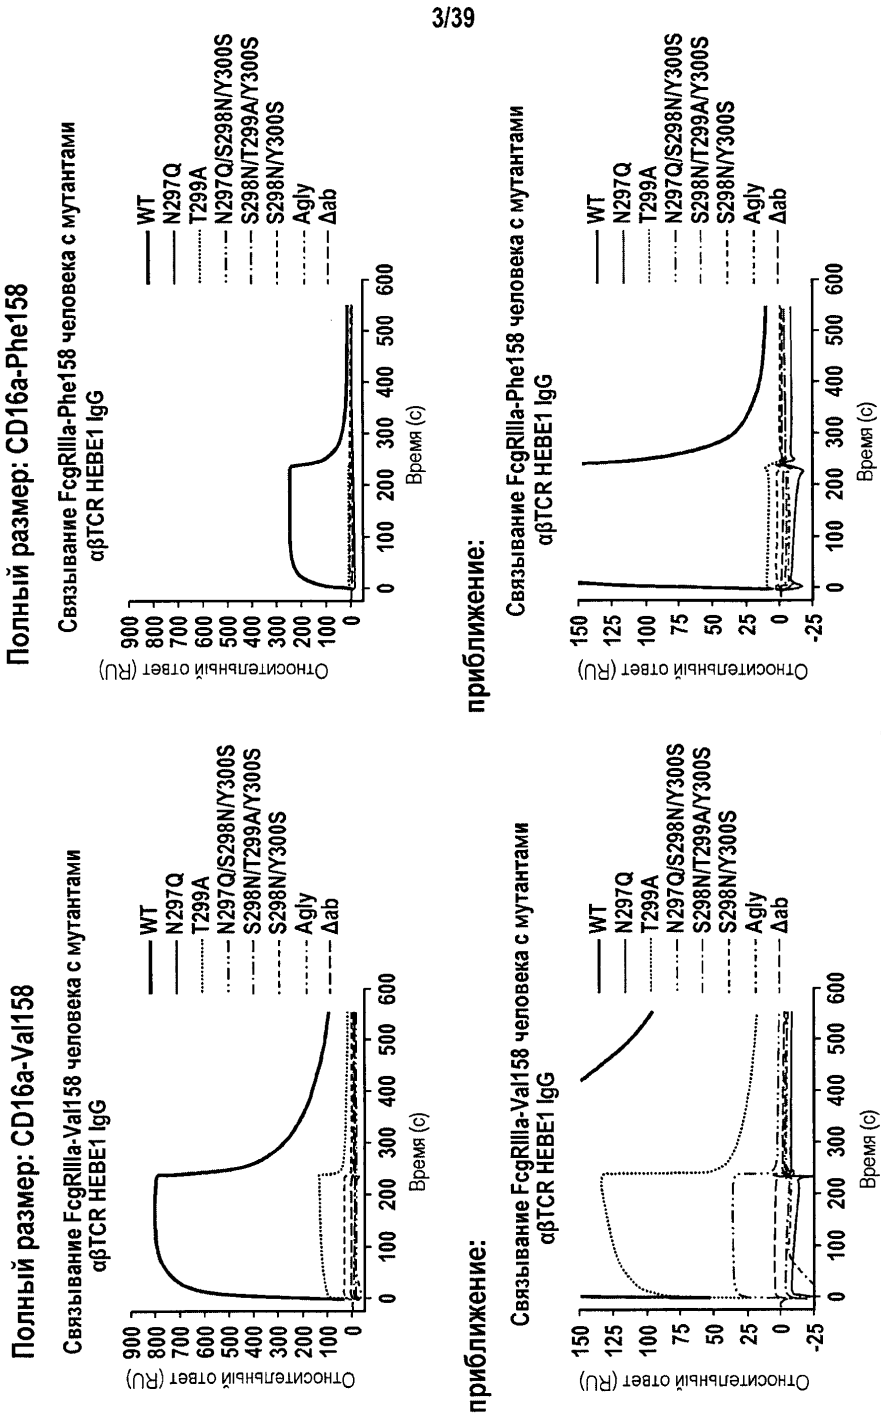 3/39
Полный размер: CD16a-Val158
Связывание FcgRIIIa-Val158 человека с мутантами
αβTCR HEBE1 IgG
Относительный ответ (RU)
900
800
700
600
500
400
300
200
100
0
0
100
200
300
400
500
600
Время (с)
WT
N297Q
T299A
N297Q/S298N/Y300S
S298N/T299A/Y300S
S298N/Y300S
Agly
Δab
Полный размер: CD16a-Phe158
Связывание FcgRIIIa-Phe158 человека с мутантами
αβTCR HEBE1 IgG
Относительный ответ (RU)
900
800
700
600
500
400
300
200
100
0
0
100
200
300
400
500
600
Время (с)
WT
N297Q
T299A
N297Q/S298N/Y300S
S298N/T299A/Y300S
S298N/Y300S
Agly
Δab
приближение:
Связывание FcgRIIIa-Val158 человека с мутантами
αβTCR HEBE1 IgG
Относительный ответ (RU)
150
100
75
50
25
0
-25
0
100
200
300
400
500
600
Время (с)
WT
N297Q
T299A
N297Q/S298N/Y300S
S298N/T299A/Y300S
S298N/Y300S
Agly
Δab
приближение:
Связывание FcgRIIIa-Phe158 человека с мутантами
αβTCR HEBE1 IgG
Относительный ответ (RU)
150
100
75
50
25
0
-25
0
100
200
300
400
500
600
Время (с)
WT
N297Q
T299A
N297Q/S298N/Y300S
S298N/T299A/Y300S
S298N/Y300S
Agly
Δab